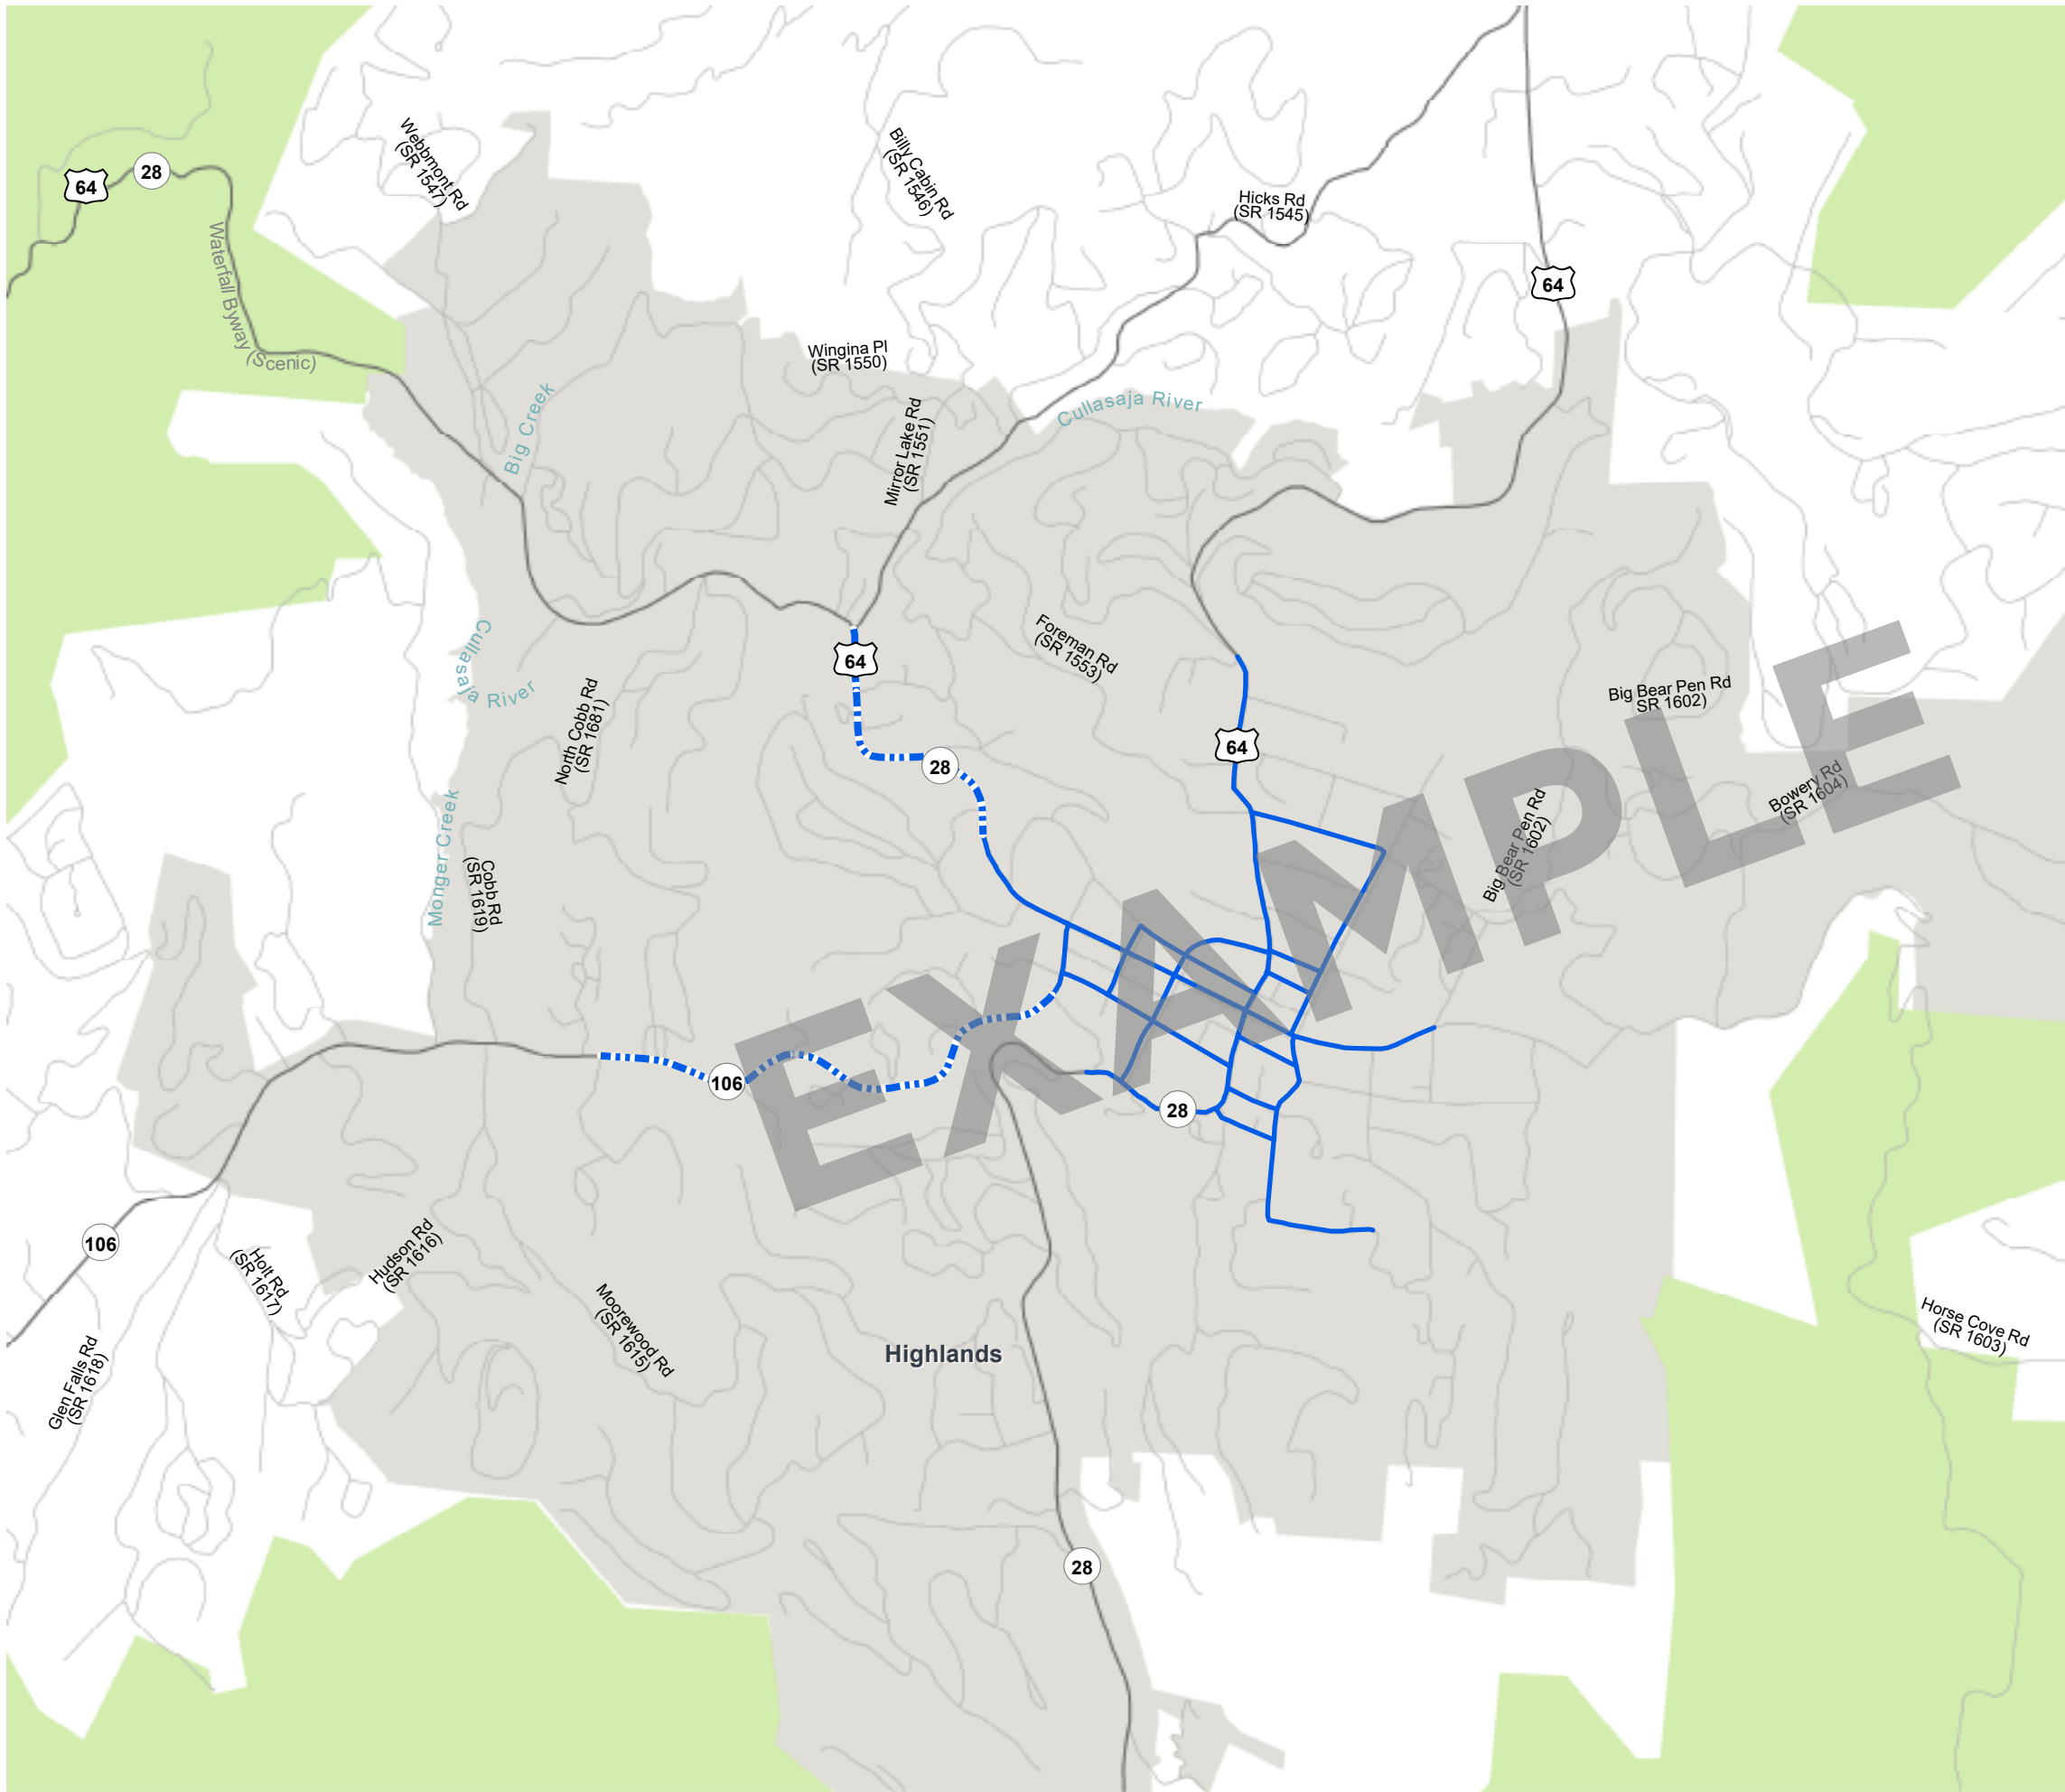 64
28
Webbmont Rd
(SR 1547)
Billy Cabin Rd
(SR 1546)
Hicks Rd
(SR 1545)
64
Waterfall Byway (Scenic)
Wingina Pl
(SR 1550)
Big Creek
Mirror Lake Rd
(SR 1551)
Cullasaja River
Cullasaja River
Foreman Rd
(SR 1553)
64
North Cobb Rd
(SR 1681)
28
64
Big Bear Pen Rd
SR 1602)
Bowery Rd
(SR 1604)
Monger Creek
Cobb Rd
(SR 1619)
Big Bear Pen Rd
(SR 1602)
EXAMPLE
106
28
106
Holt Rd
(SR 1617)
Hudson Rd
(SR 1616)
Moorewood Rd
(SR 1615)
Highlands
Horse Cove Rd
(SR 1603)
Glen Falls Rd
(SR 1618)
28